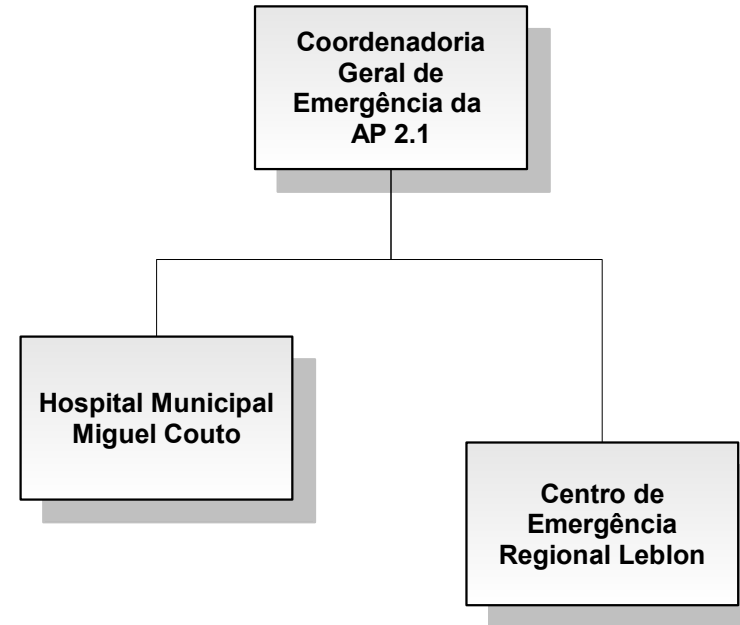 Coordenadoria
Geral de
Emergência da
AP 2.1
Hospital Municipal
Miguel Couto
Centro de
Emergência
Regional Leblon